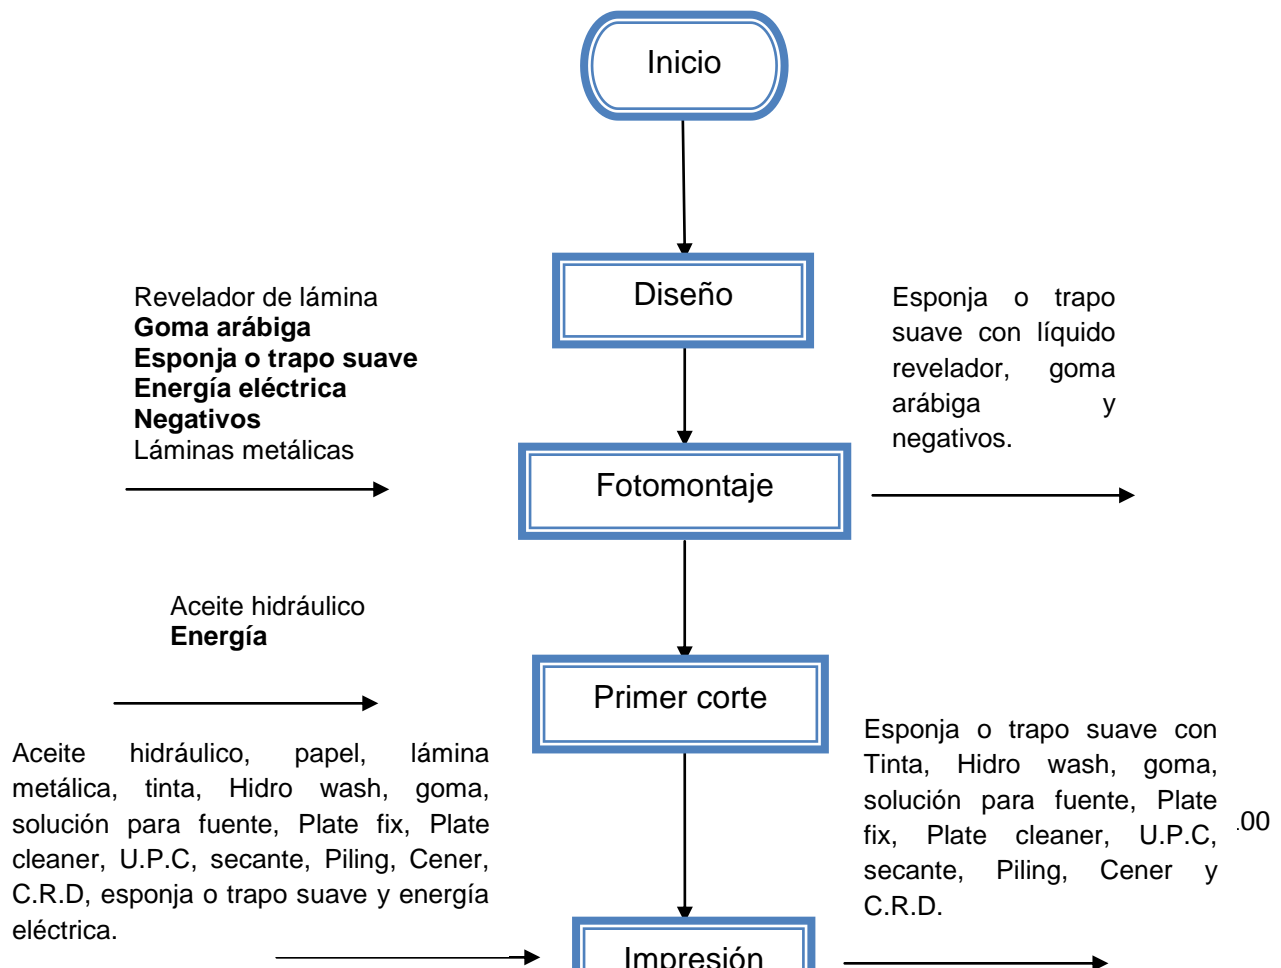 Inicio
Diseño
Revelador de lámina
Goma arábiga
Esponja o trapo suave
Energía eléctrica
Negativos
Láminas metálicas
Esponja o trapo
suave con líquido
revelador, goma
arábiga y
negativos.
Fotomontaje
Aceite hidráulico
Energía
Primer corte
Aceite hidráulico, papel, lámina
metálica, tinta, Hidro wash, goma,
solución para fuente, Plate fix, Plate
cleaner, U.P.C, secante, Piling, Cener,
C.R.D, esponja o trapo suave y energía
eléctrica.
Esponja o trapo suave con
Tinta, Hidro wash, goma,
solución para fuente, Plate
fix, Plate cleaner, U.P.C,
secante, Piling, Cener y
C.R.D.
.00
Impresión